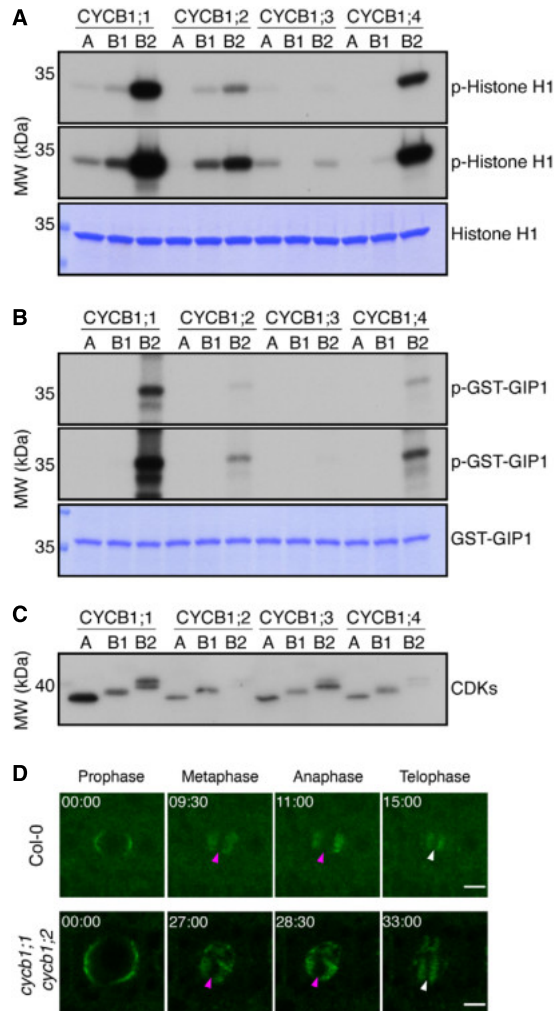 A
CYCB1;1 CYCB1;2 CYCB1;3 CYCB1;4
A B1 B2 A B1 B2 A B1 B2 A B1 B2
35 p-Histone H1
35 p-Histone H1
35 Histone H1
MW (kDa)
B
CYCB1;1 CYCB1;2 CYCB1;3 CYCB1;4
A B1 B2 A B1 B2 A B1 B2 A B1 B2
35 p-GST-GIP1
35 p-GST-GIP1
35 GST-GIP1
MW (kDa)
C
CYCB1;1 CYCB1;2 CYCB1;3 CYCB1;4
A B1 B2 A B1 B2 A B1 B2 A B1 B2
40 CDKs
MW (kDa)
D
Prophase Metaphase Anaphase Telophase
Col-0
00:00 09:30 11:00 15:00
cycb1;1
cycb1;2
00:00 27:00 28:30 33:00